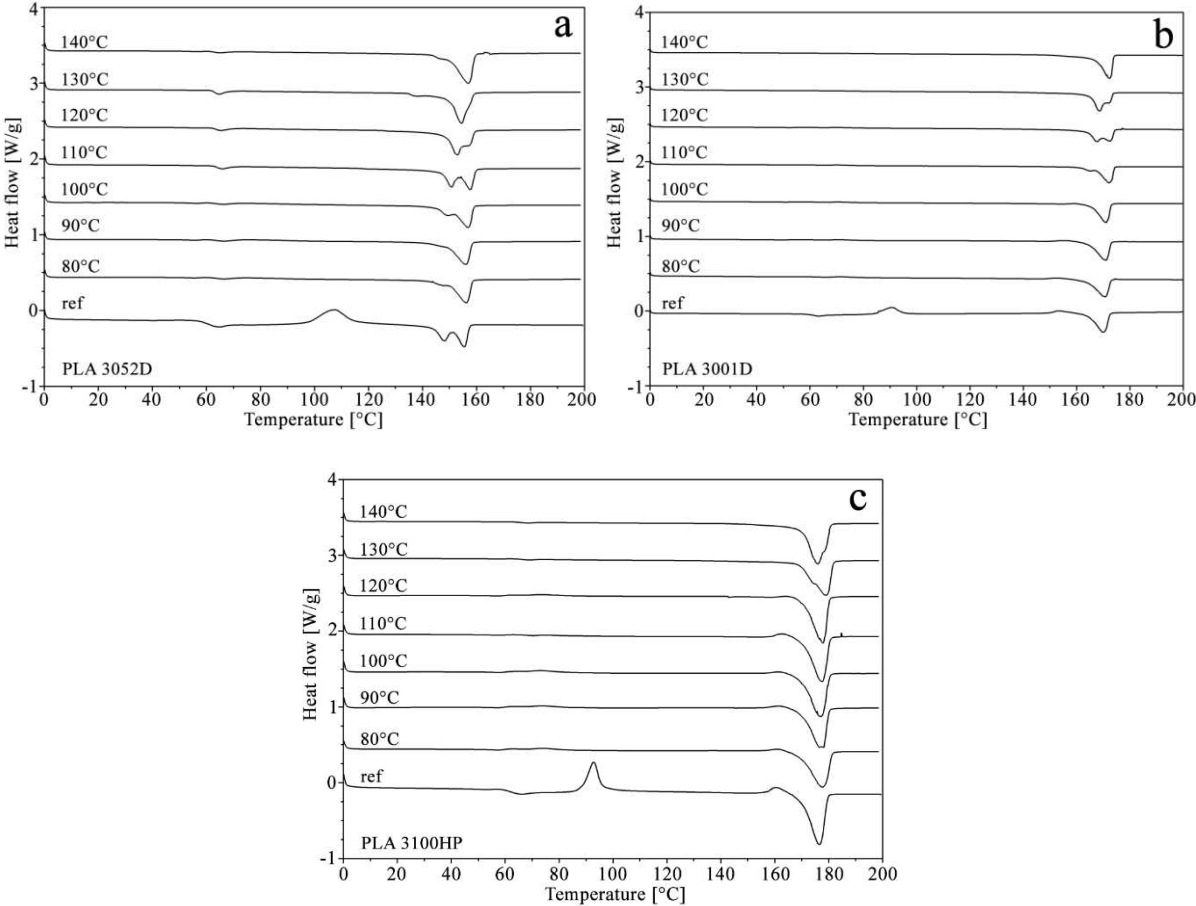 a
4
3
2
1
0
-1
Heat flow [W/g]
140°C
130°C
120°C
110°C
100°C
90°C
80°C
ref
PLA 3052D
0 20 40 60 80 100 120 140 160 180 200
Temperature [°C]
b
4
3
2
1
0
-1
Heat flow [W/g]
140°C
130°C
120°C
110°C
100°C
90°C
80°C
ref
PLA 3001D
0 20 40 60 80 100 120 140 160 180 200
Temperature [°C]
c
4
3
2
1
0
-1
Heat flow [W/g]
140°C
130°C
120°C
110°C
100°C
90°C
80°C
ref
PLA 3100HP
0 20 40 60 80 100 120 140 160 180 200
Temperature [°C]